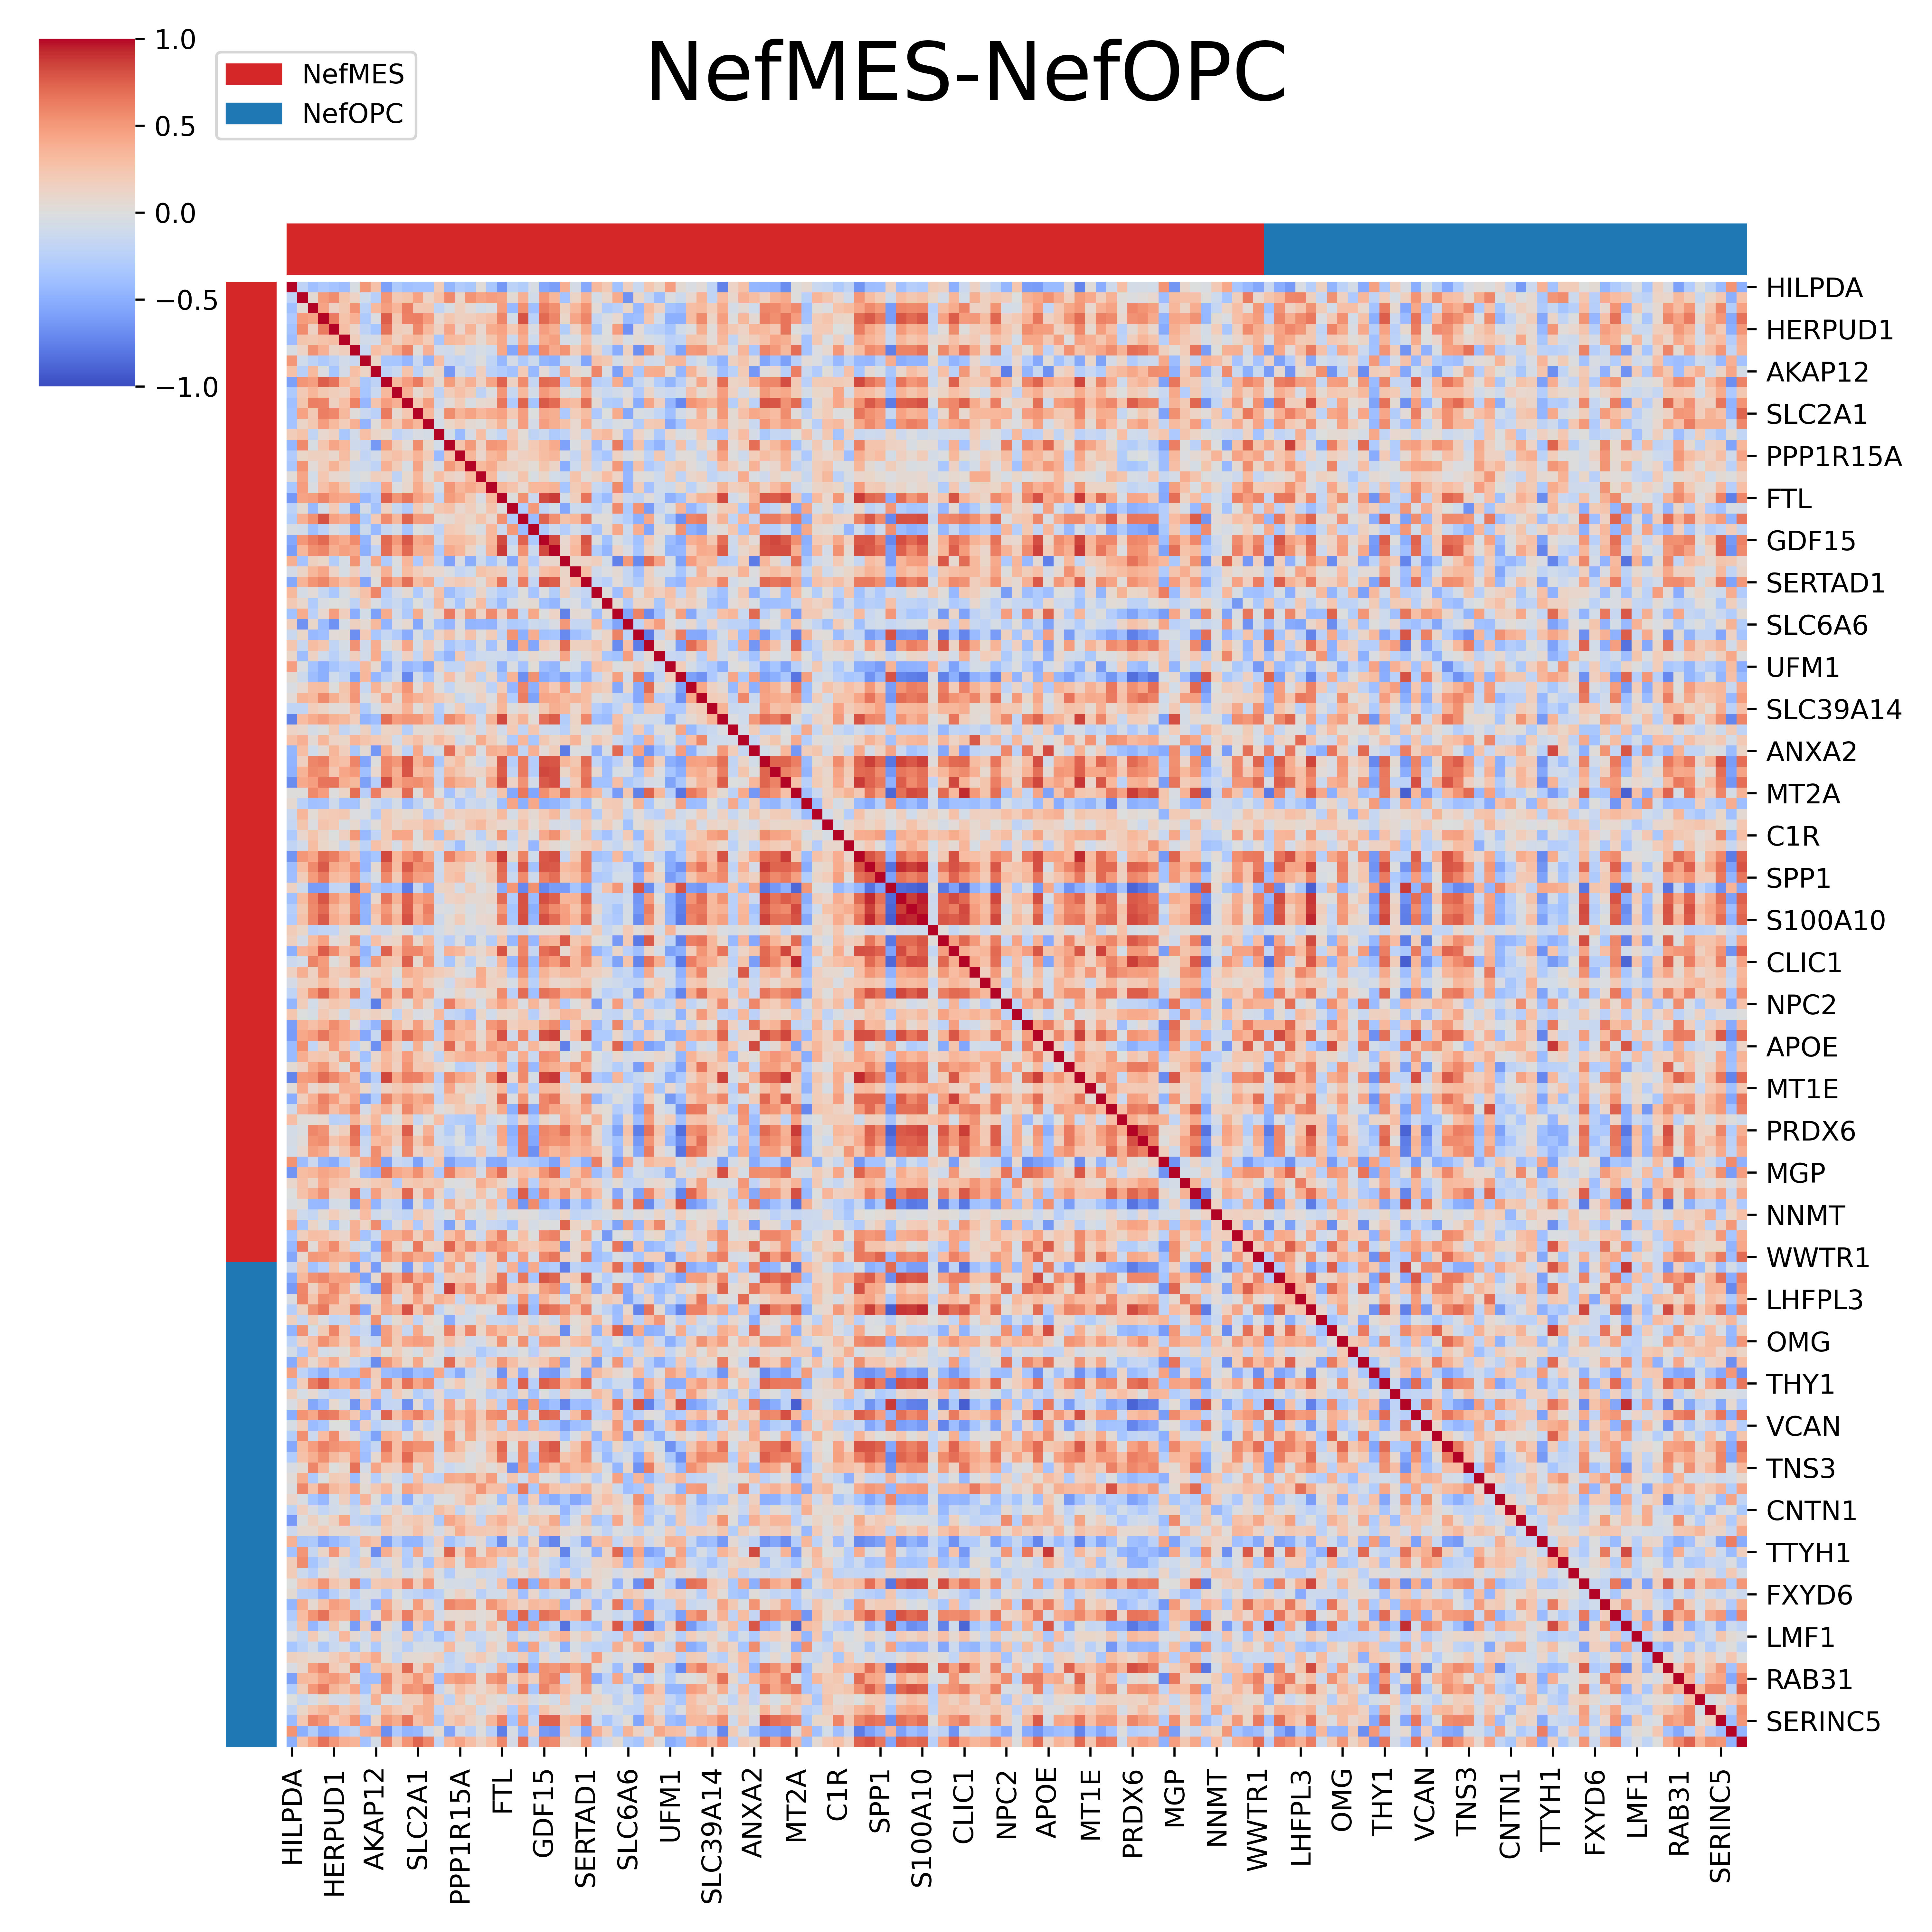 NefMES-NefOPC
1.0
0.5
0.0
−0.5
−1.0
NefMES
NefOPC
HILPDA
HERPUD1
AKAP12
SLC2A1
PPP1R15A
FTL
GDF15
SERTAD1
SLC6A6
UFM1
SLC39A14
ANXA2
MT2A
C1R
SPP1
S100A10
CLIC1
NPC2
APOE
MT1E
PRDX6
MGP
NNMT
WWTR1
LHFPL3
OMG
THY1
VCAN
TNS3
CNTN1
TTYH1
FXYD6
LMF1
RAB31
SERINC5
HILPDA
HERPUD1
AKAP12
SLC2A1
PPP1R15A
FTL
GDF15
SERTAD1
SLC6A6
UFM1
SLC39A14
ANXA2
MT2A
C1R
SPP1
S100A10
CLIC1
NPC2
APOE
MT1E
PRDX6
MGP
NNMT
WWTR1
LHFPL3
OMG
THY1
VCAN
TNS3
CNTN1
TTYH1
FXYD6
LMF1
RAB31
SERINC5